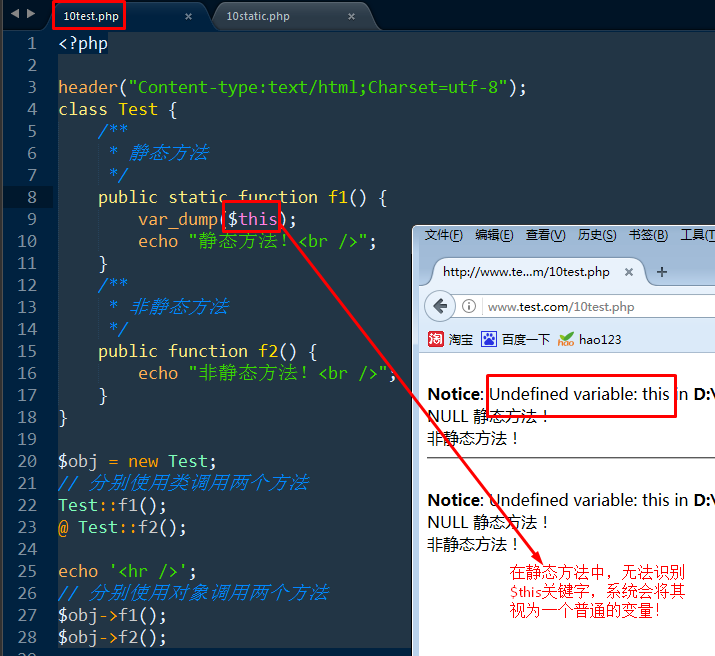 10test.php × 10static.php ×
1 <?php
2
3 header("Content-type:text/html;Charset=utf-8");
4 class Test {
5 /**
6 * 静态方法
7 */
8 public static function f1() {
9 var_dump($this);
10 echo "静态方法！<br />";
11 }
12 /**
13 * 非静态方法
14 */
15 public function f2() {
16 echo "非静态方法！<br />";
17 }
18 }
19
20 $obj = new Test;
21 // 分别使用类调用两个方法
22 Test::f1();
23 @ Test::f2();
24
25 echo '<hr />';
26 // 分别使用对象调用两个方法
27 $obj->f1();
28 $obj->f2();
文件(F) 编辑(E) 查看(V) 历史(S) 书签(B) 工具(T
http://www.te...m/10test.php × +
www.test.com/10test.php
淘 淘宝 百度一下 hao hao123
Notice: Undefined variable: this in D:\
NULL 静态方法！
非静态方法！
Notice: Undefined variable: this in D:\
NULL 静态方法！
非静态方法！
在静态方法中，无法识别
$this关键字，系统会将其
视为一个普通的变量！